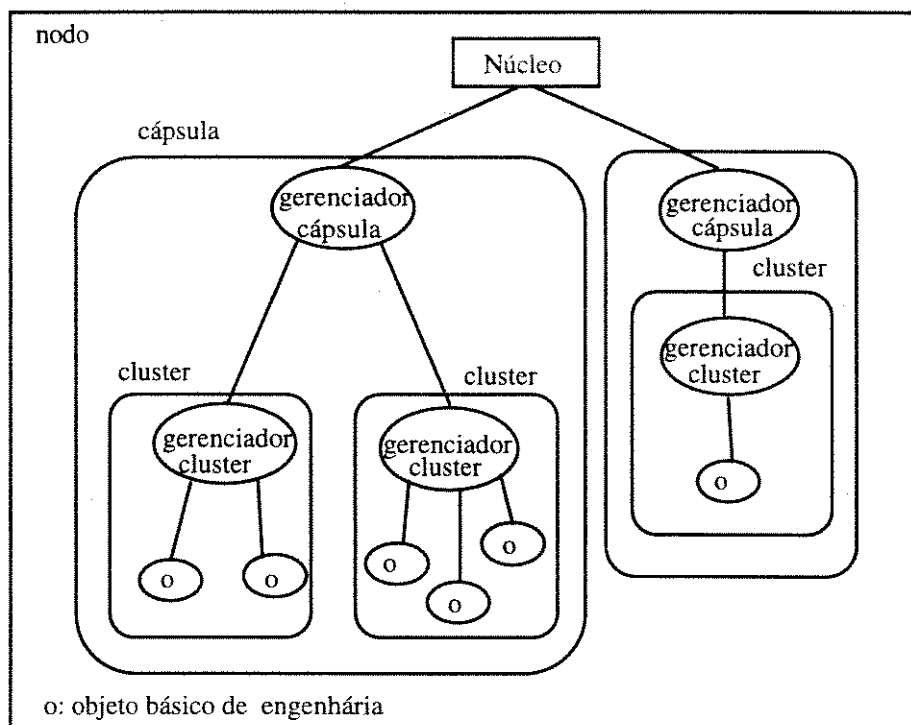 nodo
Núcleo
cápsula
gerenciador
cápsula
gerenciador
cápsula
cluster
gerenciador
cluster
o
cluster
gerenciador
cluster
o
o
cluster
gerenciador
cluster
o
o
o
o: objeto básico de engenhária